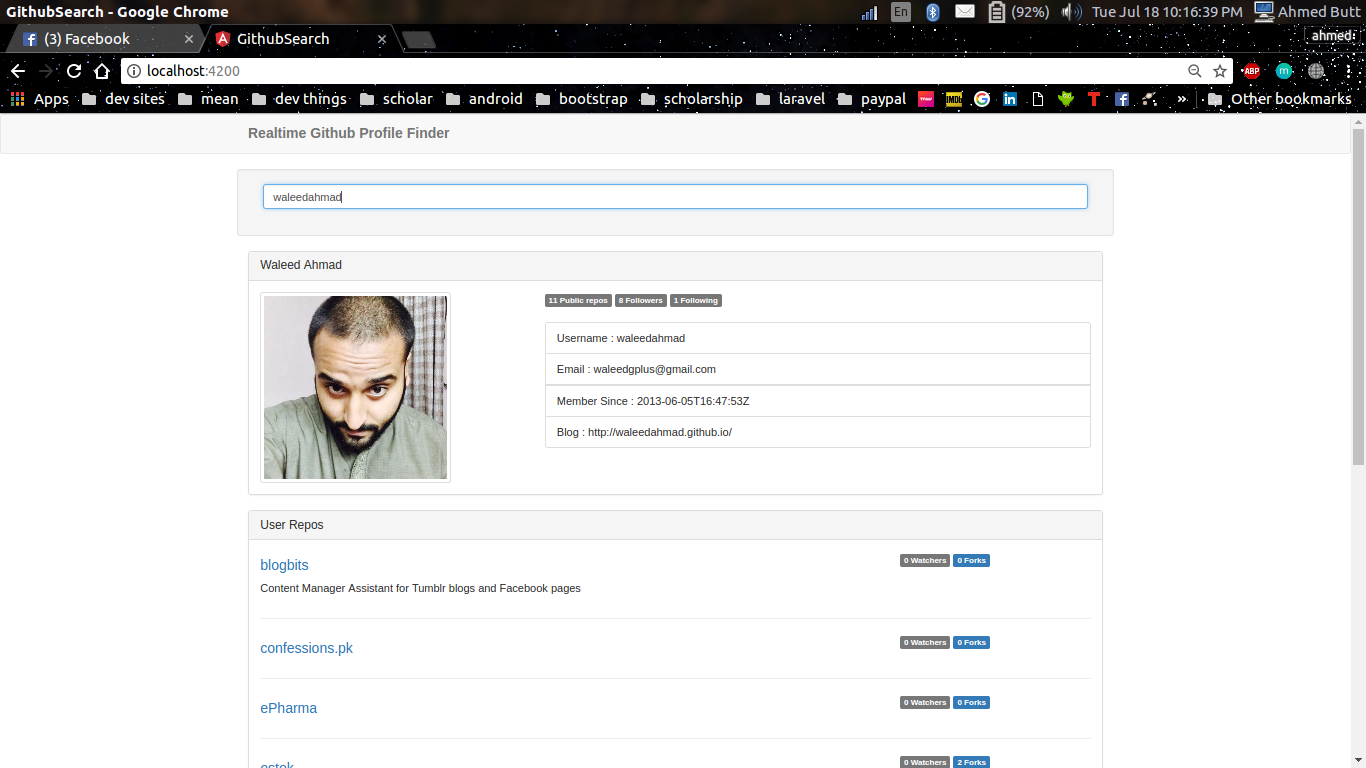 GithubSearch - Google Chrome En (92%) Tue Jul 18 10:16:39 PM Ahmed Butt
(3) Facebook GithubSearch ahmed
localhost:4200 ABP m
Apps dev sites mean dev things scholar android bootstrap scholarship laravel paypal IMDb G in T f » Other bookmarks
Realtime Github Profile Finder
waleedahmad
Waleed Ahmad
11 Public repos 8 Followers 1 Following
Username : waleedahmad
Email : waleedgplus@gmail.com
Member Since : 2013-06-05T16:47:53Z
Blog : http://waleedahmad.github.io/
User Repos
blogbits 0 Watchers 0 Forks
Content Manager Assistant for Tumblr blogs and Facebook pages
confessions.pk 0 Watchers 0 Forks
ePharma 0 Watchers 0 Forks
0 Watchers 2 Forks